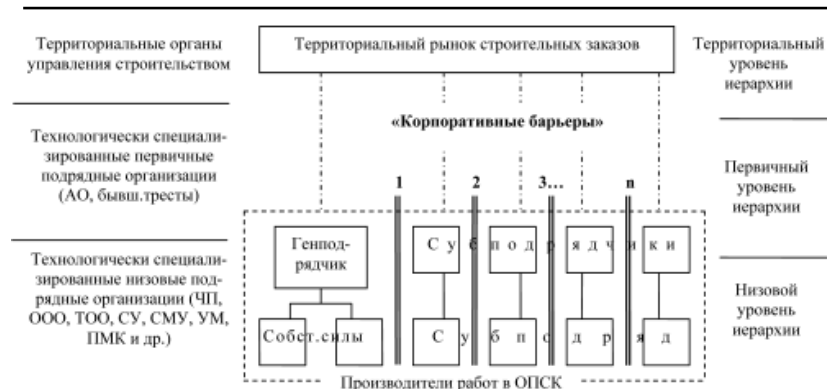 Территориальные органы
управления строительством
Территориальный рынок строительных заказов
Территориальный
уровень
иерархии
«Корпоративные барьеры»
Технологически специали-
зированные первичные
подрядные организации
(АО, бывш.тресты)
Первичный
уровень
иерархии
1 2 3... n
Генпод-
рядчик
С у б п о д р я д ч и к и
Технологически специали-
зированные низовые под-
рядные организации (ЧП,
ООО, ТОО, СУ, СМУ, УМ,
ПМК и др.)
Низовой
уровень
иерархии
Собст.силы
С у б п о д р я д
Производители работ в ОПСК